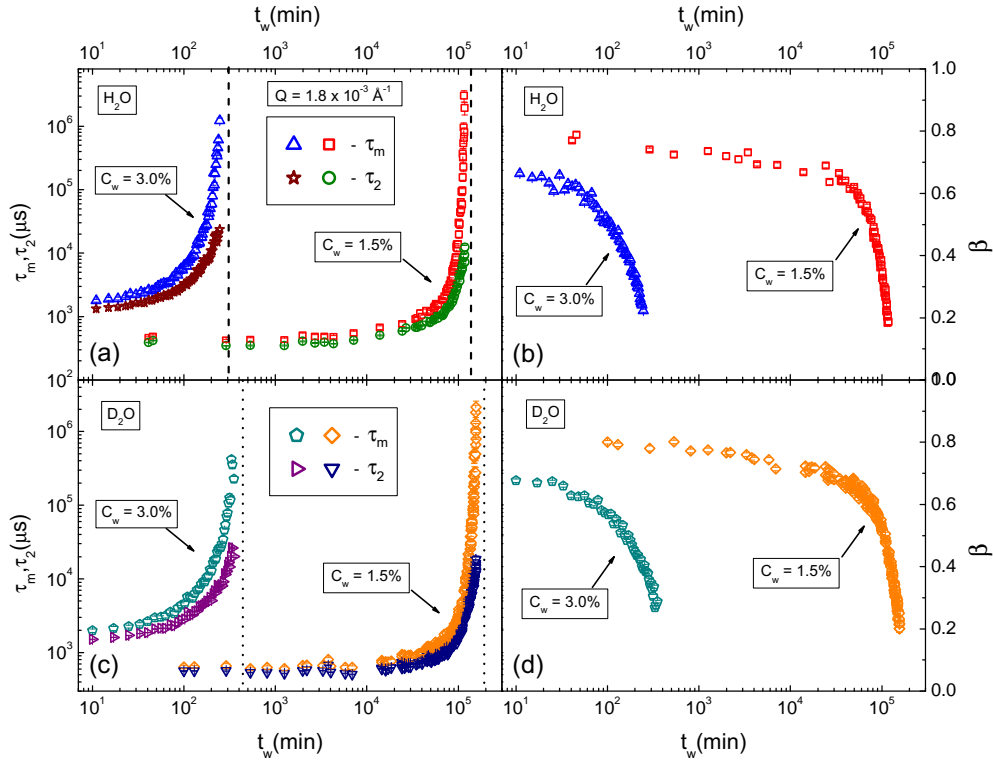 t_w(min)
t_w(min)
10^1 10^2 10^3 10^4 10^5
10^1 10^2 10^3 10^4 10^5
H₂O
Q = 1.8 x 10^-3 Å^-1
- τ_m
- τ_2
C_w = 3.0%
C_w = 1.5%
(a)
τ_m,τ_2(μs)
10^6
10^5
10^4
10^3
10^2
H₂O
C_w = 3.0%
C_w = 1.5%
(b)
1.0
0.8
0.6
0.4
0.2
0.0
β
D₂O
- τ_m
- τ_2
C_w = 3.0%
C_w = 1.5%
(c)
τ_m,τ_2(μs)
10^6
10^5
10^4
10^3
D₂O
C_w = 3.0%
C_w = 1.5%
(d)
1.0
0.8
0.6
0.4
0.2
0.0
β
10^1 10^2 10^3 10^4 10^5
10^1 10^2 10^3 10^4 10^5
t_w(min)
t_w(min)